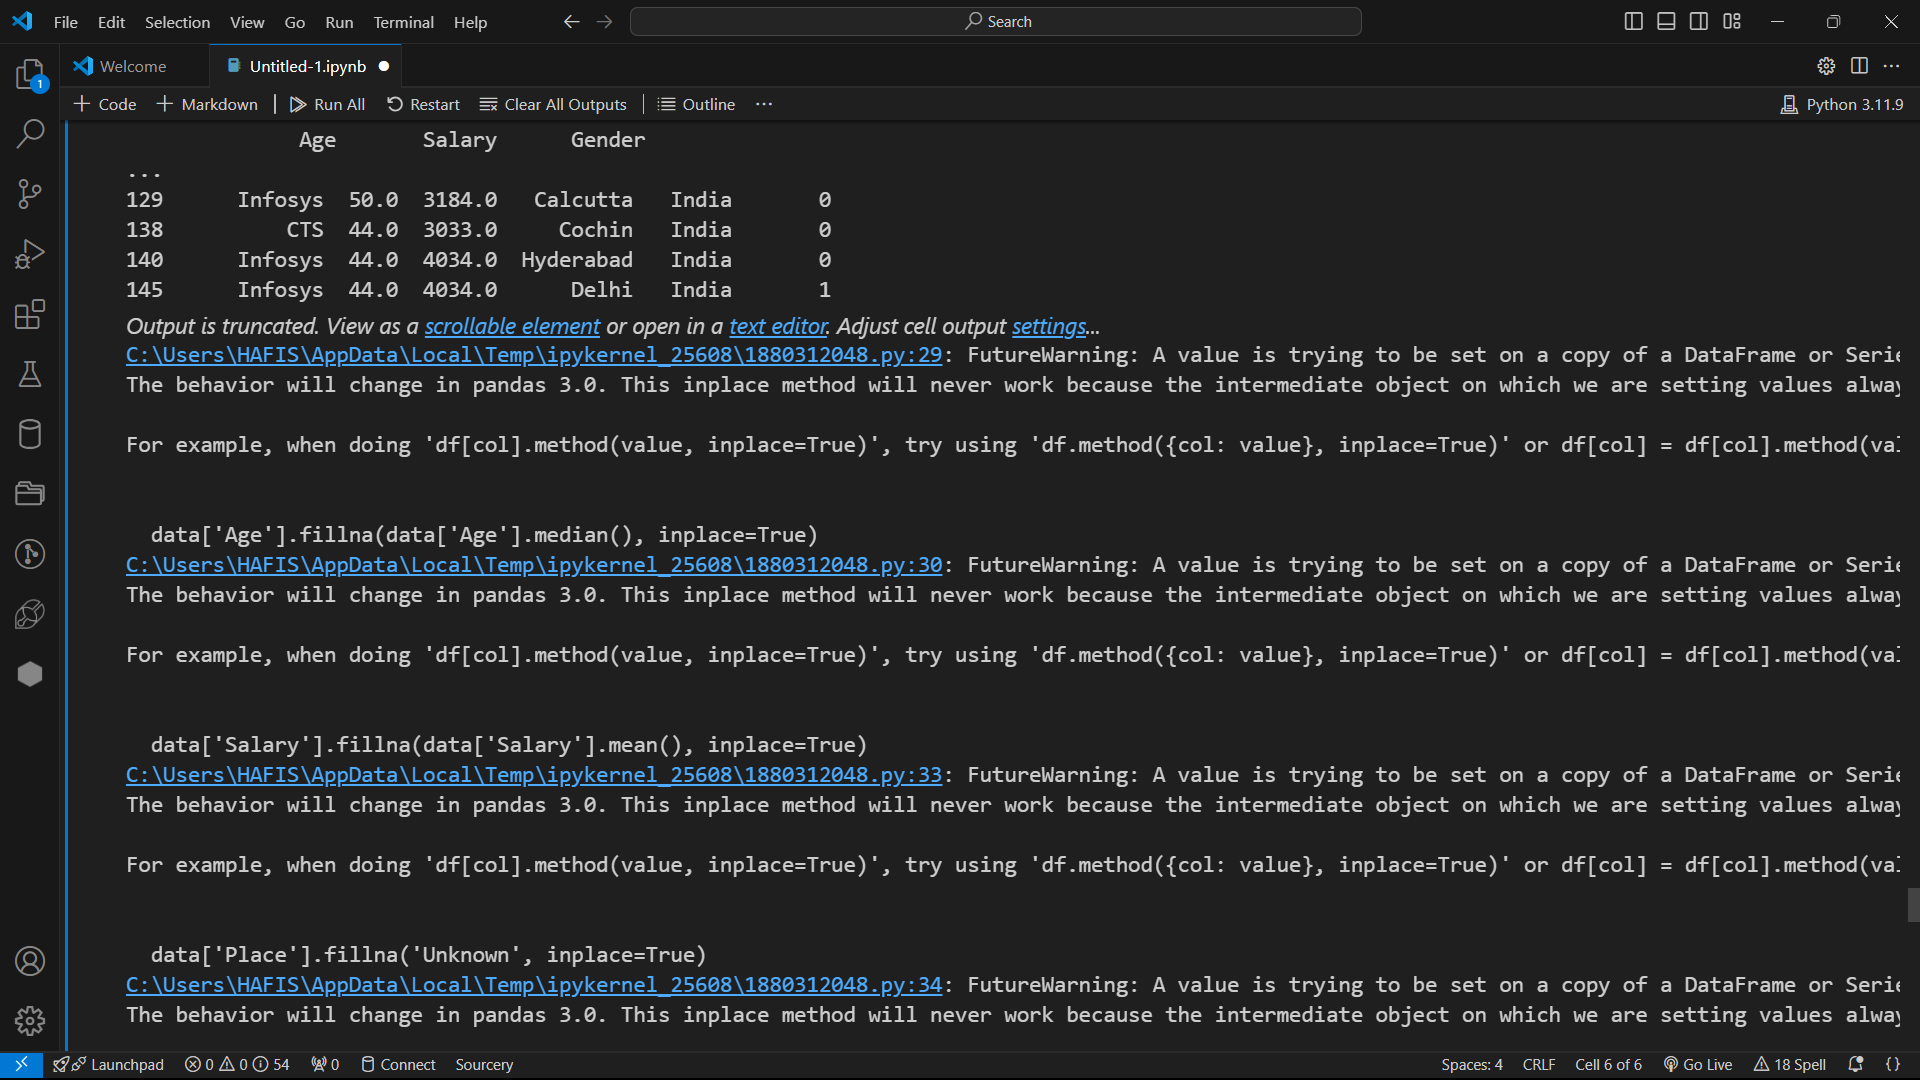 File Edit Selection View Go Run Terminal Help Search
1 Welcome Untitled-1.ipynb
Code Markdown Run All Restart Clear All Outputs Outline ... Python 3.11.9
Age Salary Gender
...
129 Infosys 50.0 3184.0 Calcutta India 0
138 CTS 44.0 3033.0 Cochin India 0
140 Infosys 44.0 4034.0 Hyderabad India 0
145 Infosys 44.0 4034.0 Delhi India 1
Output is truncated. View as a scrollable element or open in a text editor. Adjust cell output settings...
C:\Users\HAFIS\AppData\Local\Temp\ipykernel_25608\1880312048.py:29: FutureWarning: A value is trying to be set on a copy of a DataFrame or Serie
The behavior will change in pandas 3.0. This inplace method will never work because the intermediate object on which we are setting values alway
For example, when doing 'df[col].method(value, inplace=True)', try using 'df.method({col: value}, inplace=True)' or df[col] = df[col].method(val
data['Age'].fillna(data['Age'].median(), inplace=True)
C:\Users\HAFIS\AppData\Local\Temp\ipykernel_25608\1880312048.py:30: FutureWarning: A value is trying to be set on a copy of a DataFrame or Serie
The behavior will change in pandas 3.0. This inplace method will never work because the intermediate object on which we are setting values alway
For example, when doing 'df[col].method(value, inplace=True)', try using 'df.method({col: value}, inplace=True)' or df[col] = df[col].method(val
data['Salary'].fillna(data['Salary'].mean(), inplace=True)
C:\Users\HAFIS\AppData\Local\Temp\ipykernel_25608\1880312048.py:33: FutureWarning: A value is trying to be set on a copy of a DataFrame or Serie
The behavior will change in pandas 3.0. This inplace method will never work because the intermediate object on which we are setting values alway
For example, when doing 'df[col].method(value, inplace=True)', try using 'df.method({col: value}, inplace=True)' or df[col] = df[col].method(val
data['Place'].fillna('Unknown', inplace=True)
C:\Users\HAFIS\AppData\Local\Temp\ipykernel_25608\1880312048.py:34: FutureWarning: A value is trying to be set on a copy of a DataFrame or Serie
The behavior will change in pandas 3.0. This inplace method will never work because the intermediate object on which we are setting values alway
Launchpad 0 0 54 0 Connect Sourcery Spaces: 4 CRLF Cell 6 of 6 Go Live 18 Spell {}